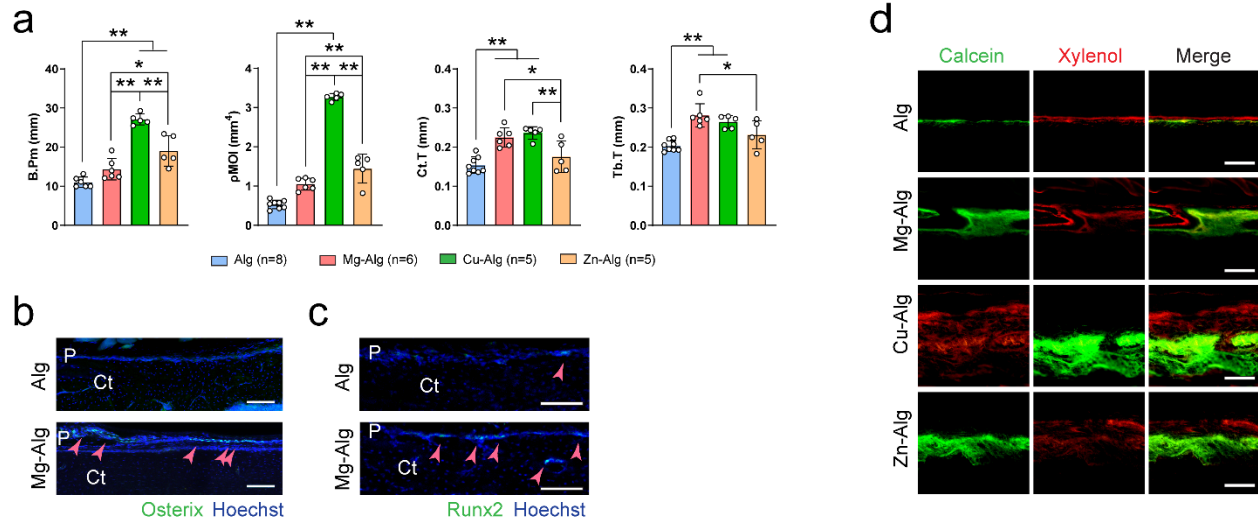 a
**
*
** **
40
30
20
10
0
B.Pm (mm)
**
**
** **
4
3
2
1
0
ρMOI (mm⁴)
**
*
**
0.4
0.3
0.2
0.1
0.0
Ct.T (mm)
**
*
0.4
0.3
0.2
0.1
0.0
Tb.T (mm)
Alg (n=8) Mg-Alg (n=6) Cu-Alg (n=5) Zn-Alg (n=5)
b
Alg
P
Ct
Mg-Alg
P
Ct
Osterix Hoechst
c
Alg
P
Ct
Mg-Alg
P
Ct
Runx2 Hoechst
d
Calcein Xylenol Merge
Alg
Mg-Alg
Cu-Alg
Zn-Alg